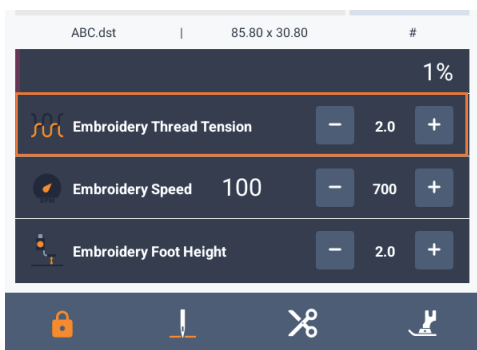 ABC.dst | 85.80 x 30.80 #
1%
Embroidery Thread Tension − 2.0 +
Embroidery Speed 100 − 700 +
Embroidery Foot Height − 2.0 +